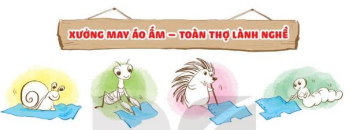 XƯỞNG MAY ÁO ẤM – TOÀN THỢ LÀNH NGHỀ